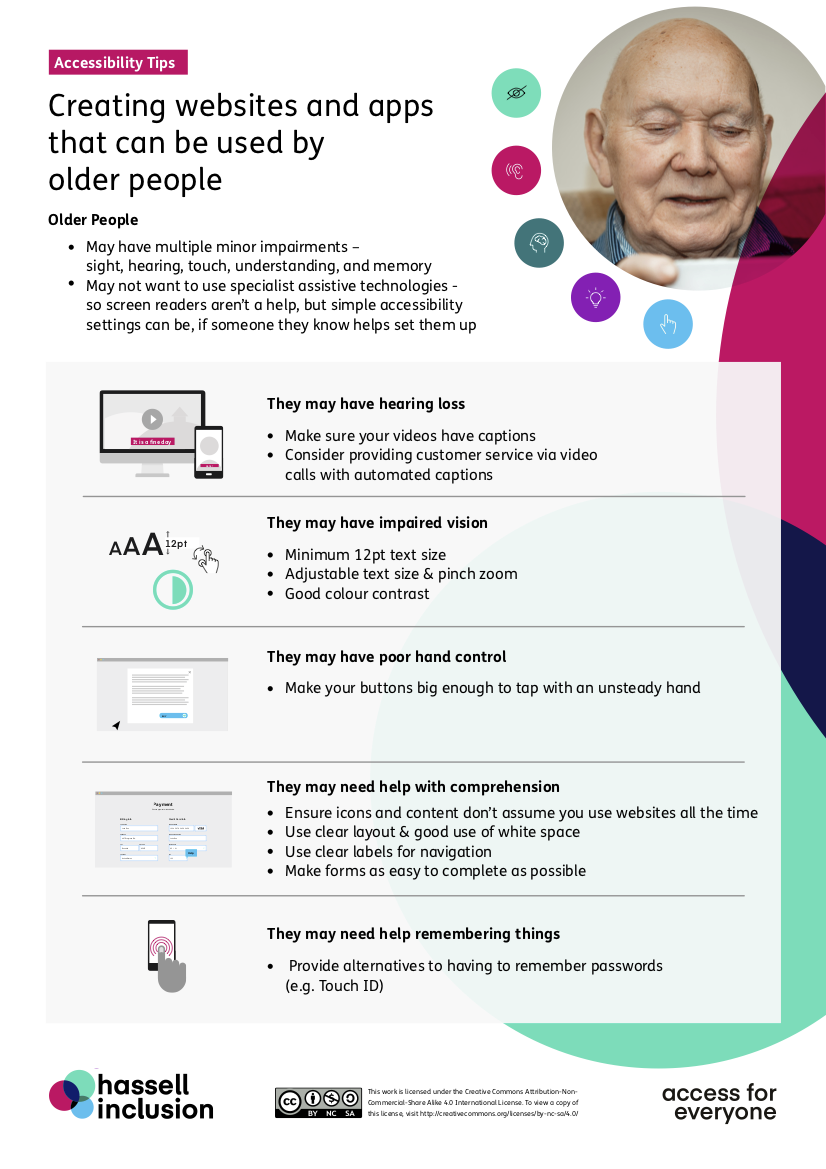 Accessibility Tips
Creating websites and apps
that can be used by
older people
Older People
• May have multiple minor impairments –
sight, hearing, touch, understanding, and memory
• May not want to use specialist assistive technologies -
so screen readers aren’t a help, but simple accessibility
settings can be, if someone they know helps set them up
It is a fine day
They may have hearing loss
• Make sure your videos have captions
• Consider providing customer service via video
calls with automated captions
AAA 12pt
They may have impaired vision
• Minimum 12pt text size
• Adjustable text size & pinch zoom
• Good colour contrast
They may have poor hand control
• Make your buttons big enough to tap with an unsteady hand
Payment
They may need help with comprehension
• Ensure icons and content don’t assume you use websites all the time
• Use clear layout & good use of white space
• Use clear labels for navigation
• Make forms as easy to complete as possible
They may need help remembering things
• Provide alternatives to having to remember passwords
(e.g. Touch ID)
hassell
inclusion
cc
BY NC SA
This work is licensed under the Creative Commons Attribution-Non-
Commercial-Share Alike 4.0 International License. To view a copy of
this license, visit http://creativecommons.org/licenses/by-nc-sa/4.0/
access for
everyone